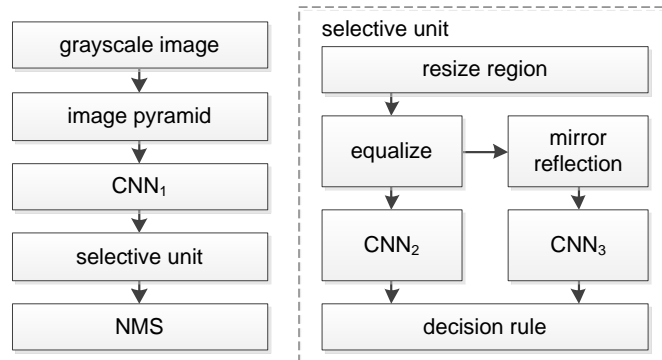 grayscale image
image pyramid
CNN₁
selective unit
NMS
selective unit
resize region
equalize
mirror
reflection
CNN₂
CNN₃
decision rule